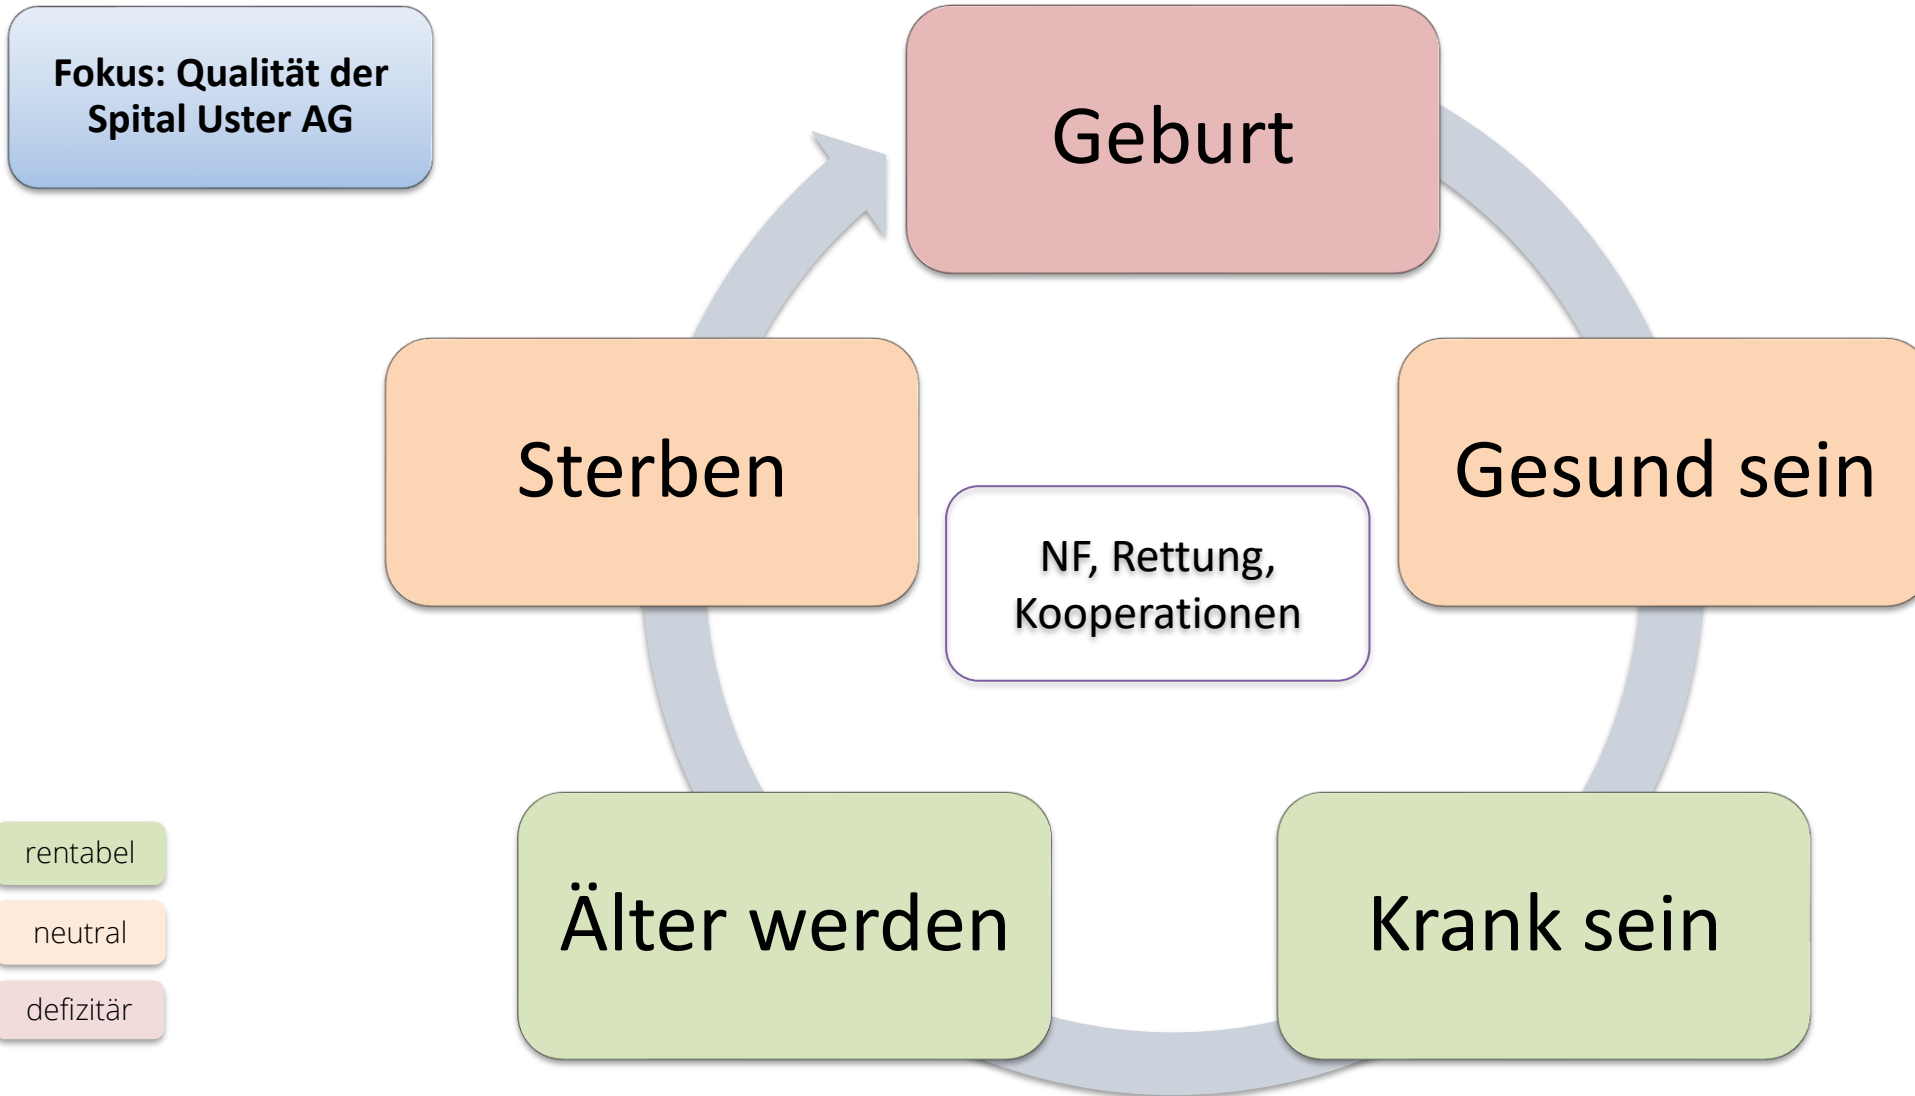 Fokus: Qualität der
Spital Uster AG
Geburt
Sterben
Gesund sein
NF, Rettung,
Kooperationen
Älter werden
Krank sein
rentabel
neutral
defizitär